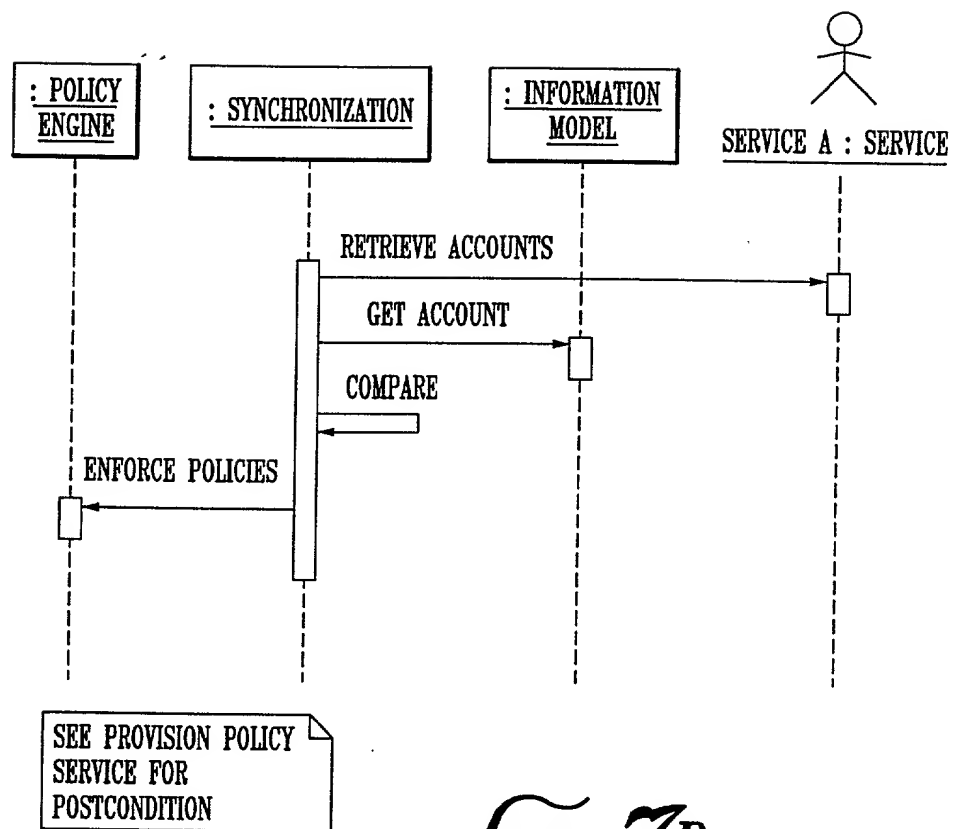 : POLICY
ENGINE
: SYNCHRONIZATION
: INFORMATION
MODEL
SERVICE A : SERVICE
RETRIEVE ACCOUNTS
GET ACCOUNT
COMPARE
ENFORCE POLICIES
SEE PROVISION POLICY
SERVICE FOR
POSTCONDITION